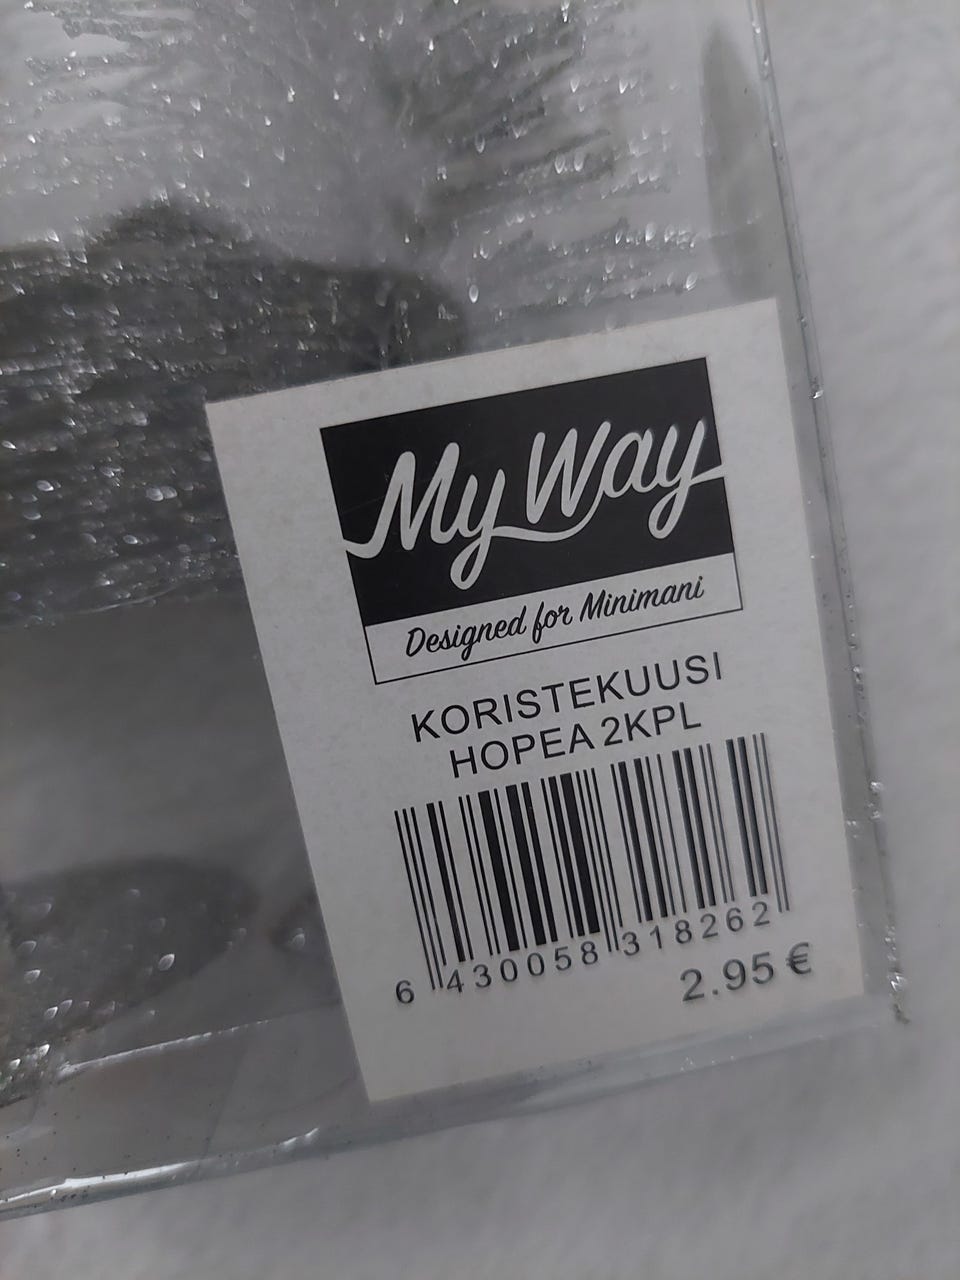 My Way
Designed for Minimani
KORISTEKUUSI
HOPEA 2KPL
6 430058 318262
2.95 €